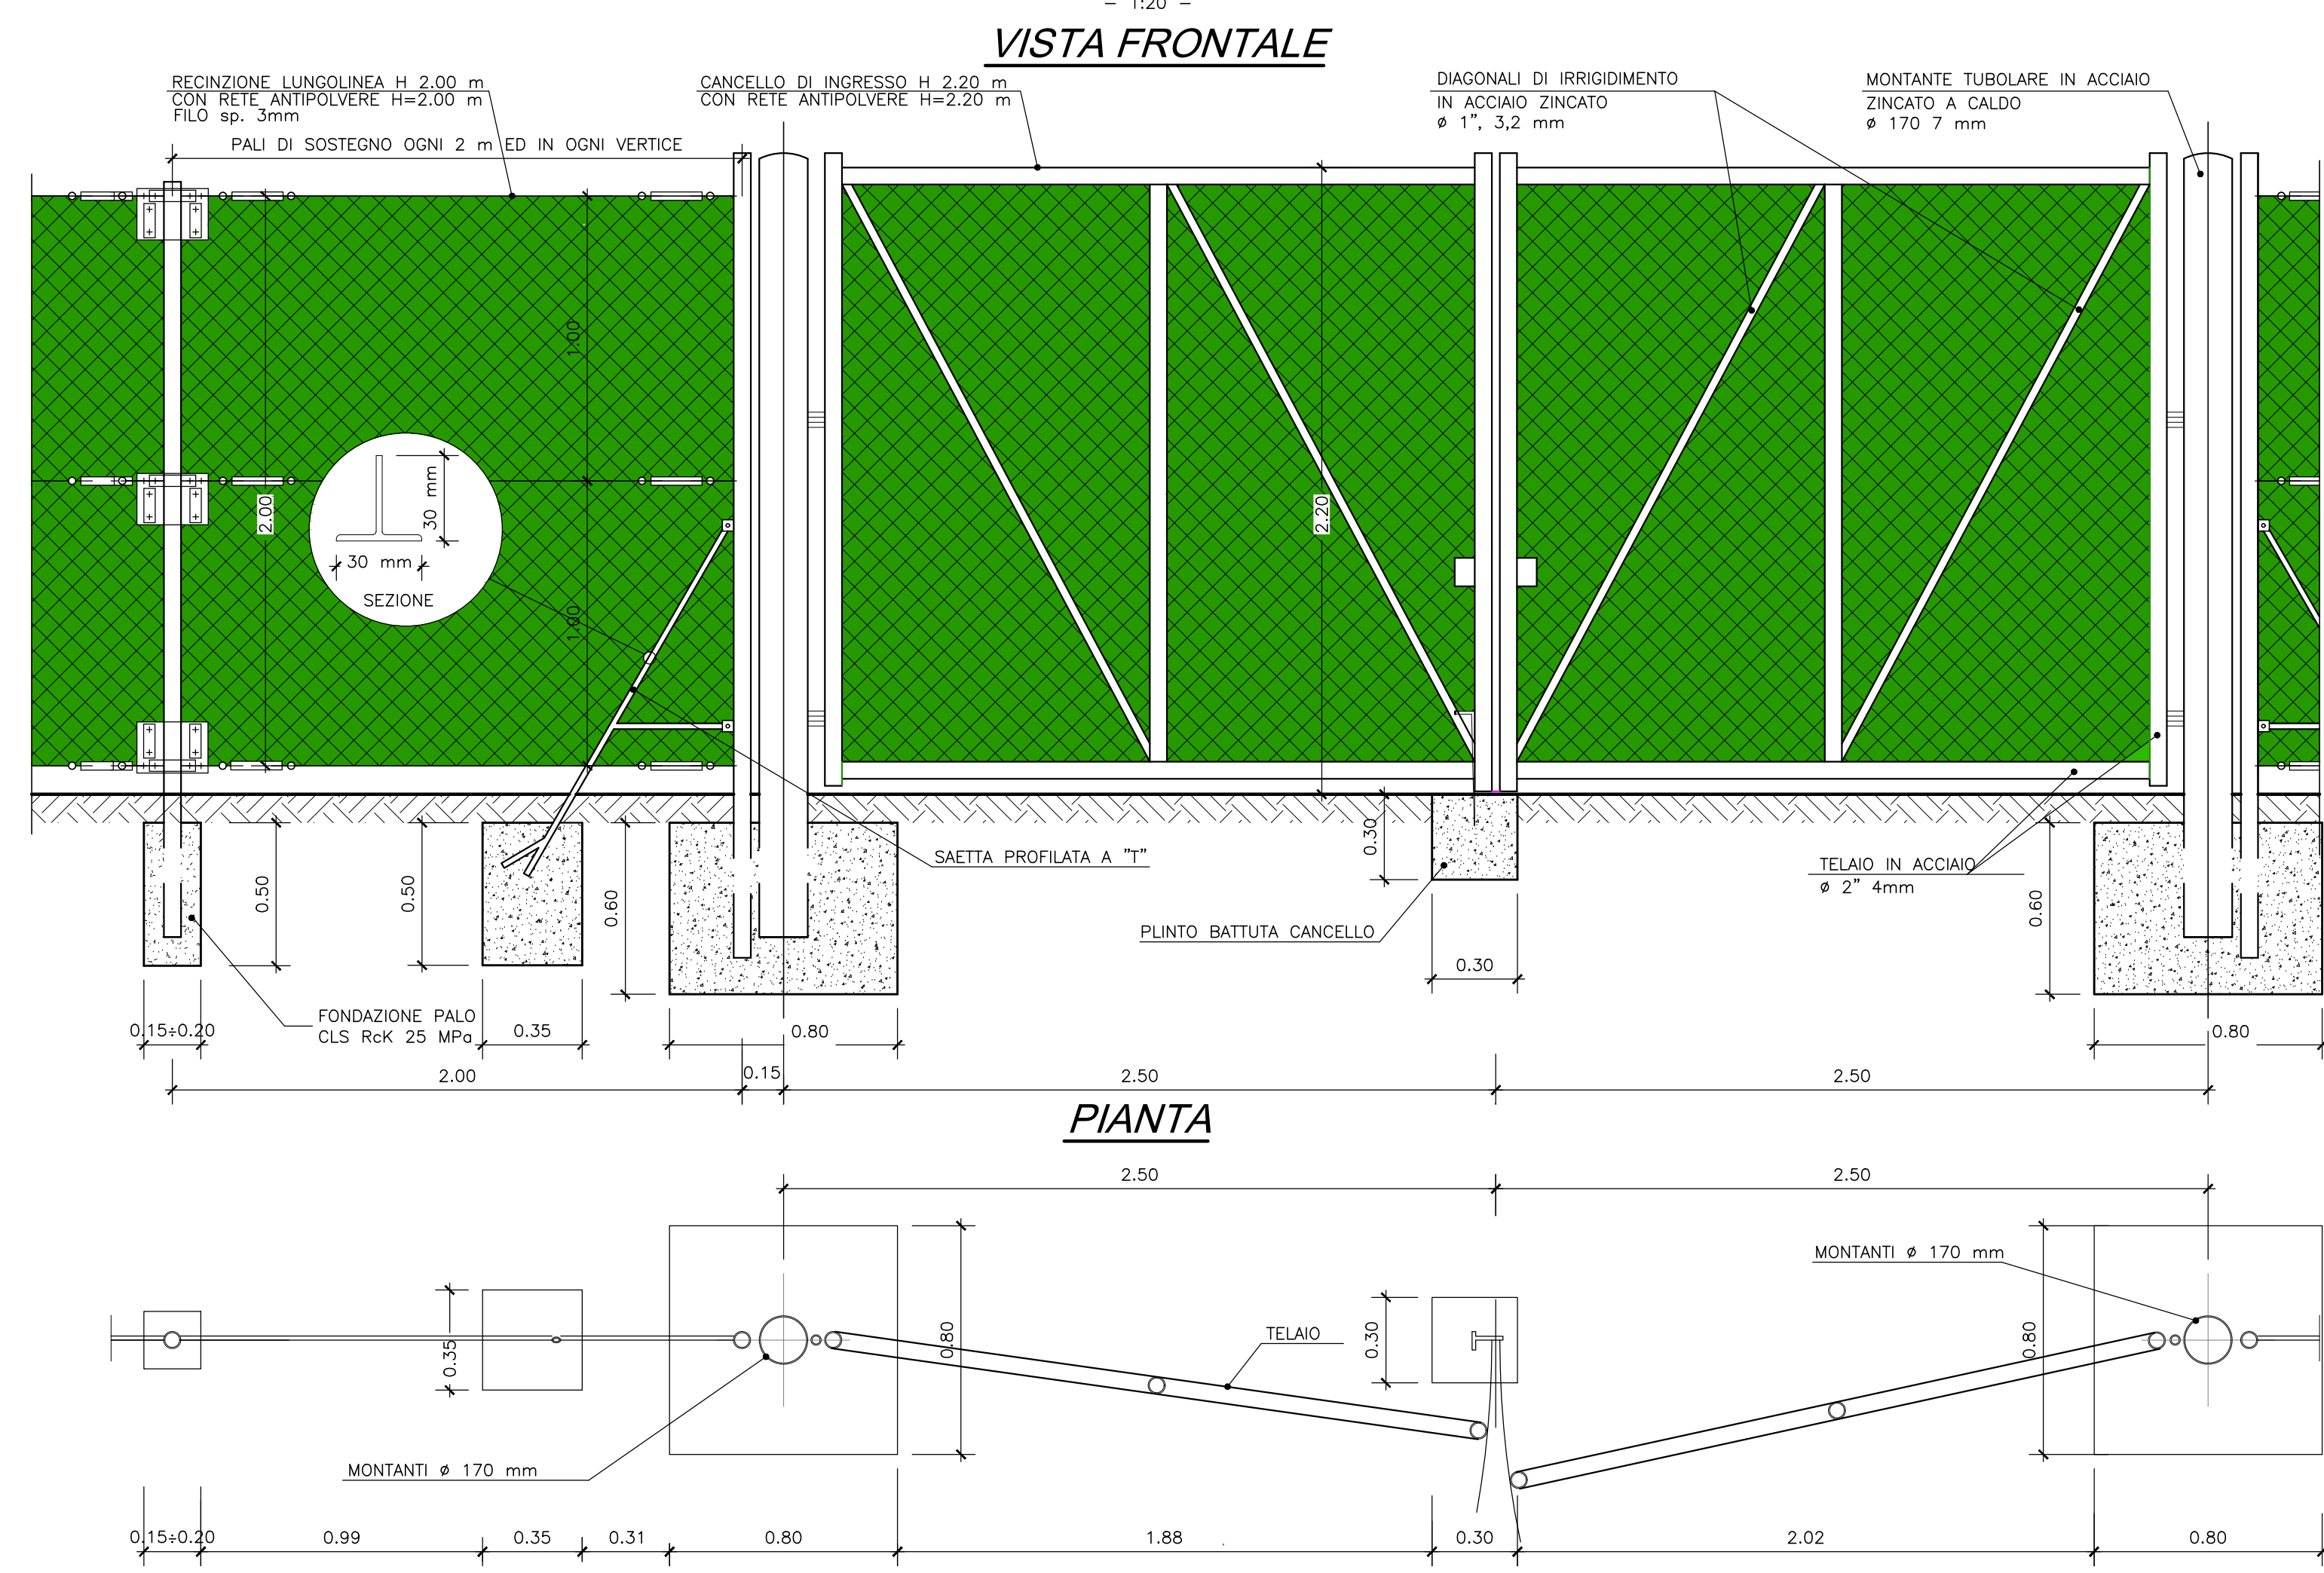 - 1:20 -
VISTA FRONTALE
RECINZIONE LUNGOLINEA H 2.00 m
CON RETE ANTIPOLVERE H=2.00 m
FILO sp. 3mm
PALI DI SOSTEGNO OGNI 2 m ED IN OGNI VERTICE
CANCELLO DI INGRESSO H 2.20 m
CON RETE ANTIPOLVERE H=2.20 m
DIAGONALI DI IRRIGIDIMENTO
IN ACCIAIO ZINCATO
ø 1", 3,2 mm
MONTANTE TUBOLARE IN ACCIAIO
ZINCATO A CALDO
ø 170 7 mm
1.00
2.00
30 mm
30 mm
SEZIONE
1.00
2.20
SAETTA PROFILATA A "T"
0.30
TELAIO IN ACCIAIO
ø 2" 4mm
0.50
0.50
0.60
0.60
PLINTO BATTUTA CANCELLO
0.30
FONDAZIONE PALO
CLS RcK 25 MPa
0.15÷0.20
0.35
0.80
0.80
2.00
0.15
2.50
2.50
PIANTA
2.50
2.50
MONTANTI ø 170 mm
0.35
0.80
TELAIO
0.30
0.80
MONTANTI ø 170 mm
0.15÷0.20
0.99
0.35
0.31
0.80
1.88
0.30
2.02
0.80